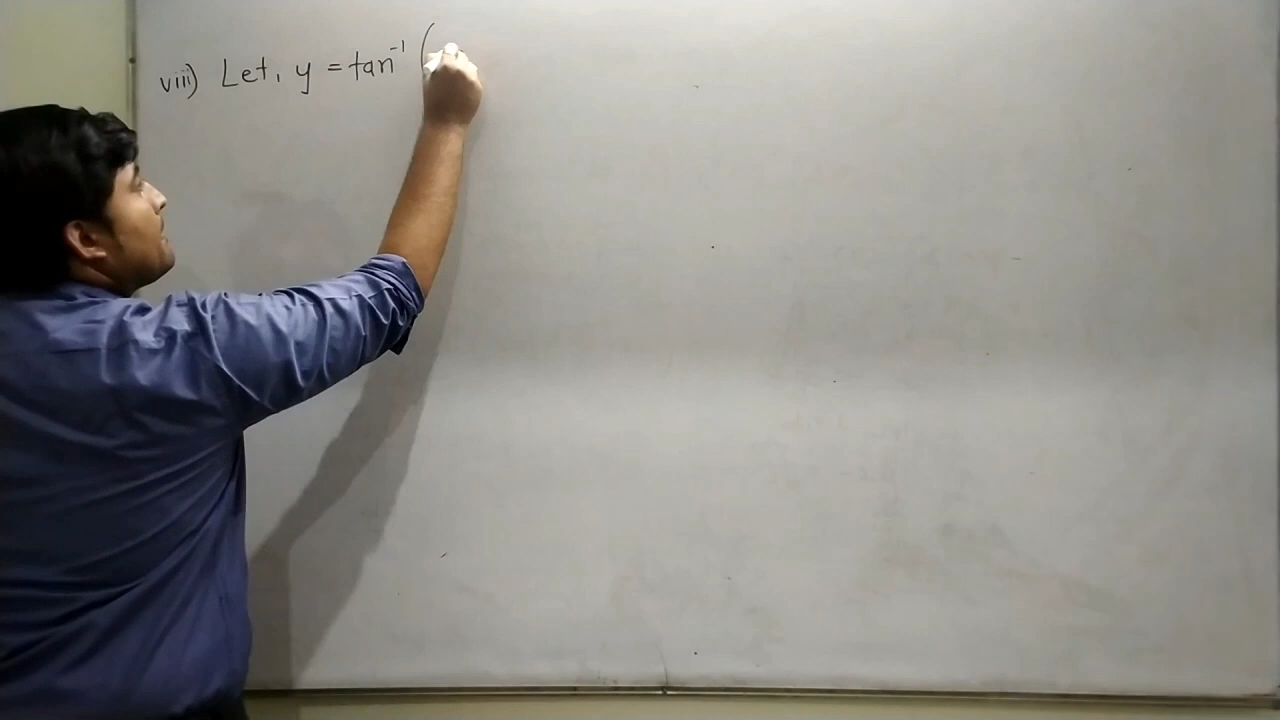 viii) Let, y = tan⁻¹ (